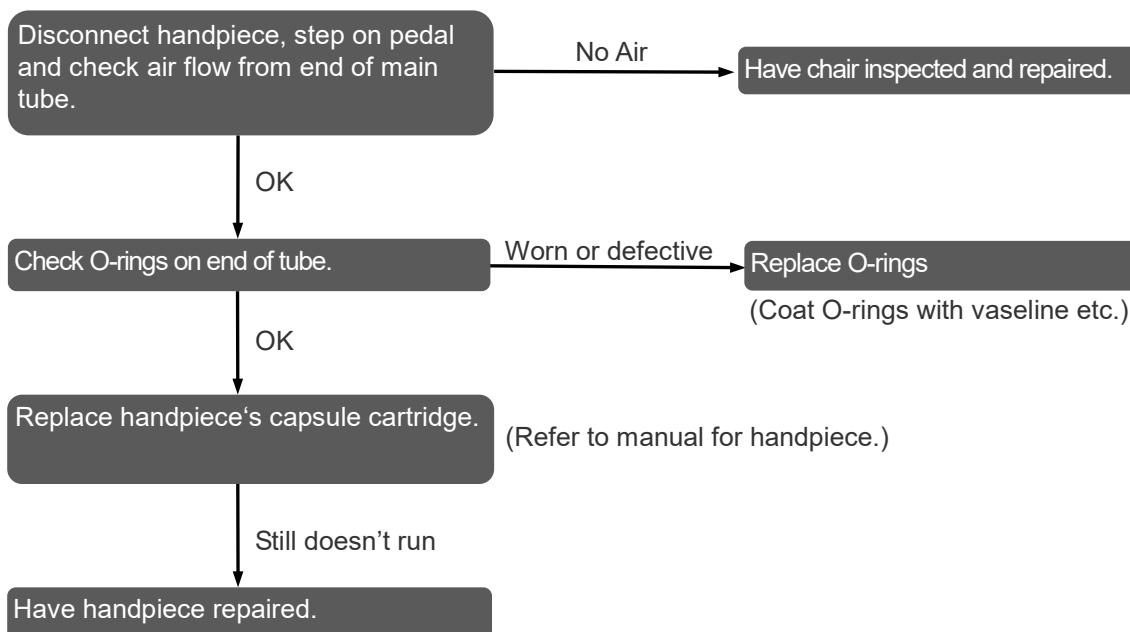 Disconnect handpiece, step on pedal
and check air flow from end of main
tube.
No Air
Have chair inspected and repaired.
OK
Check O-rings on end of tube.
Worn or defective
Replace O-rings
(Coat O-rings with vaseline etc.)
OK
Replace handpiece‘s capsule cartridge.
(Refer to manual for handpiece.)
Still doesn’t run
Have handpiece repaired.